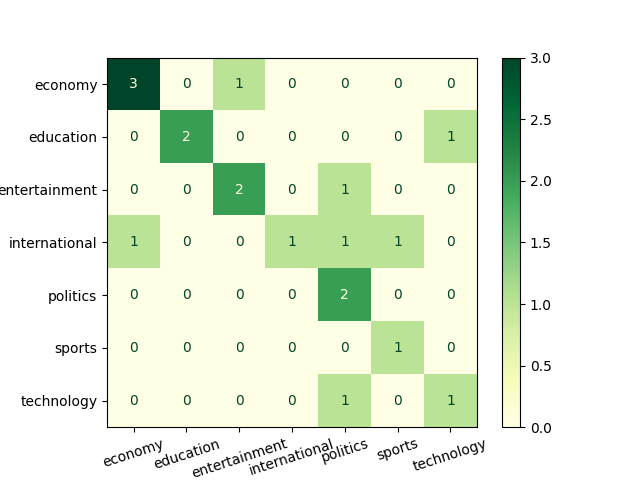 economy 3 0 1 0 0 0 0
education 0 2 0 0 0 0 1
entertainment 0 0 2 0 1 0 0
international 1 0 0 1 1 1 0
politics 0 0 0 0 2 0 0
sports 0 0 0 0 0 1 0
technology 0 0 0 0 1 0 1
economy education entertainment international politics sports technology
3.0
2.5
2.0
1.5
1.0
0.5
0.0